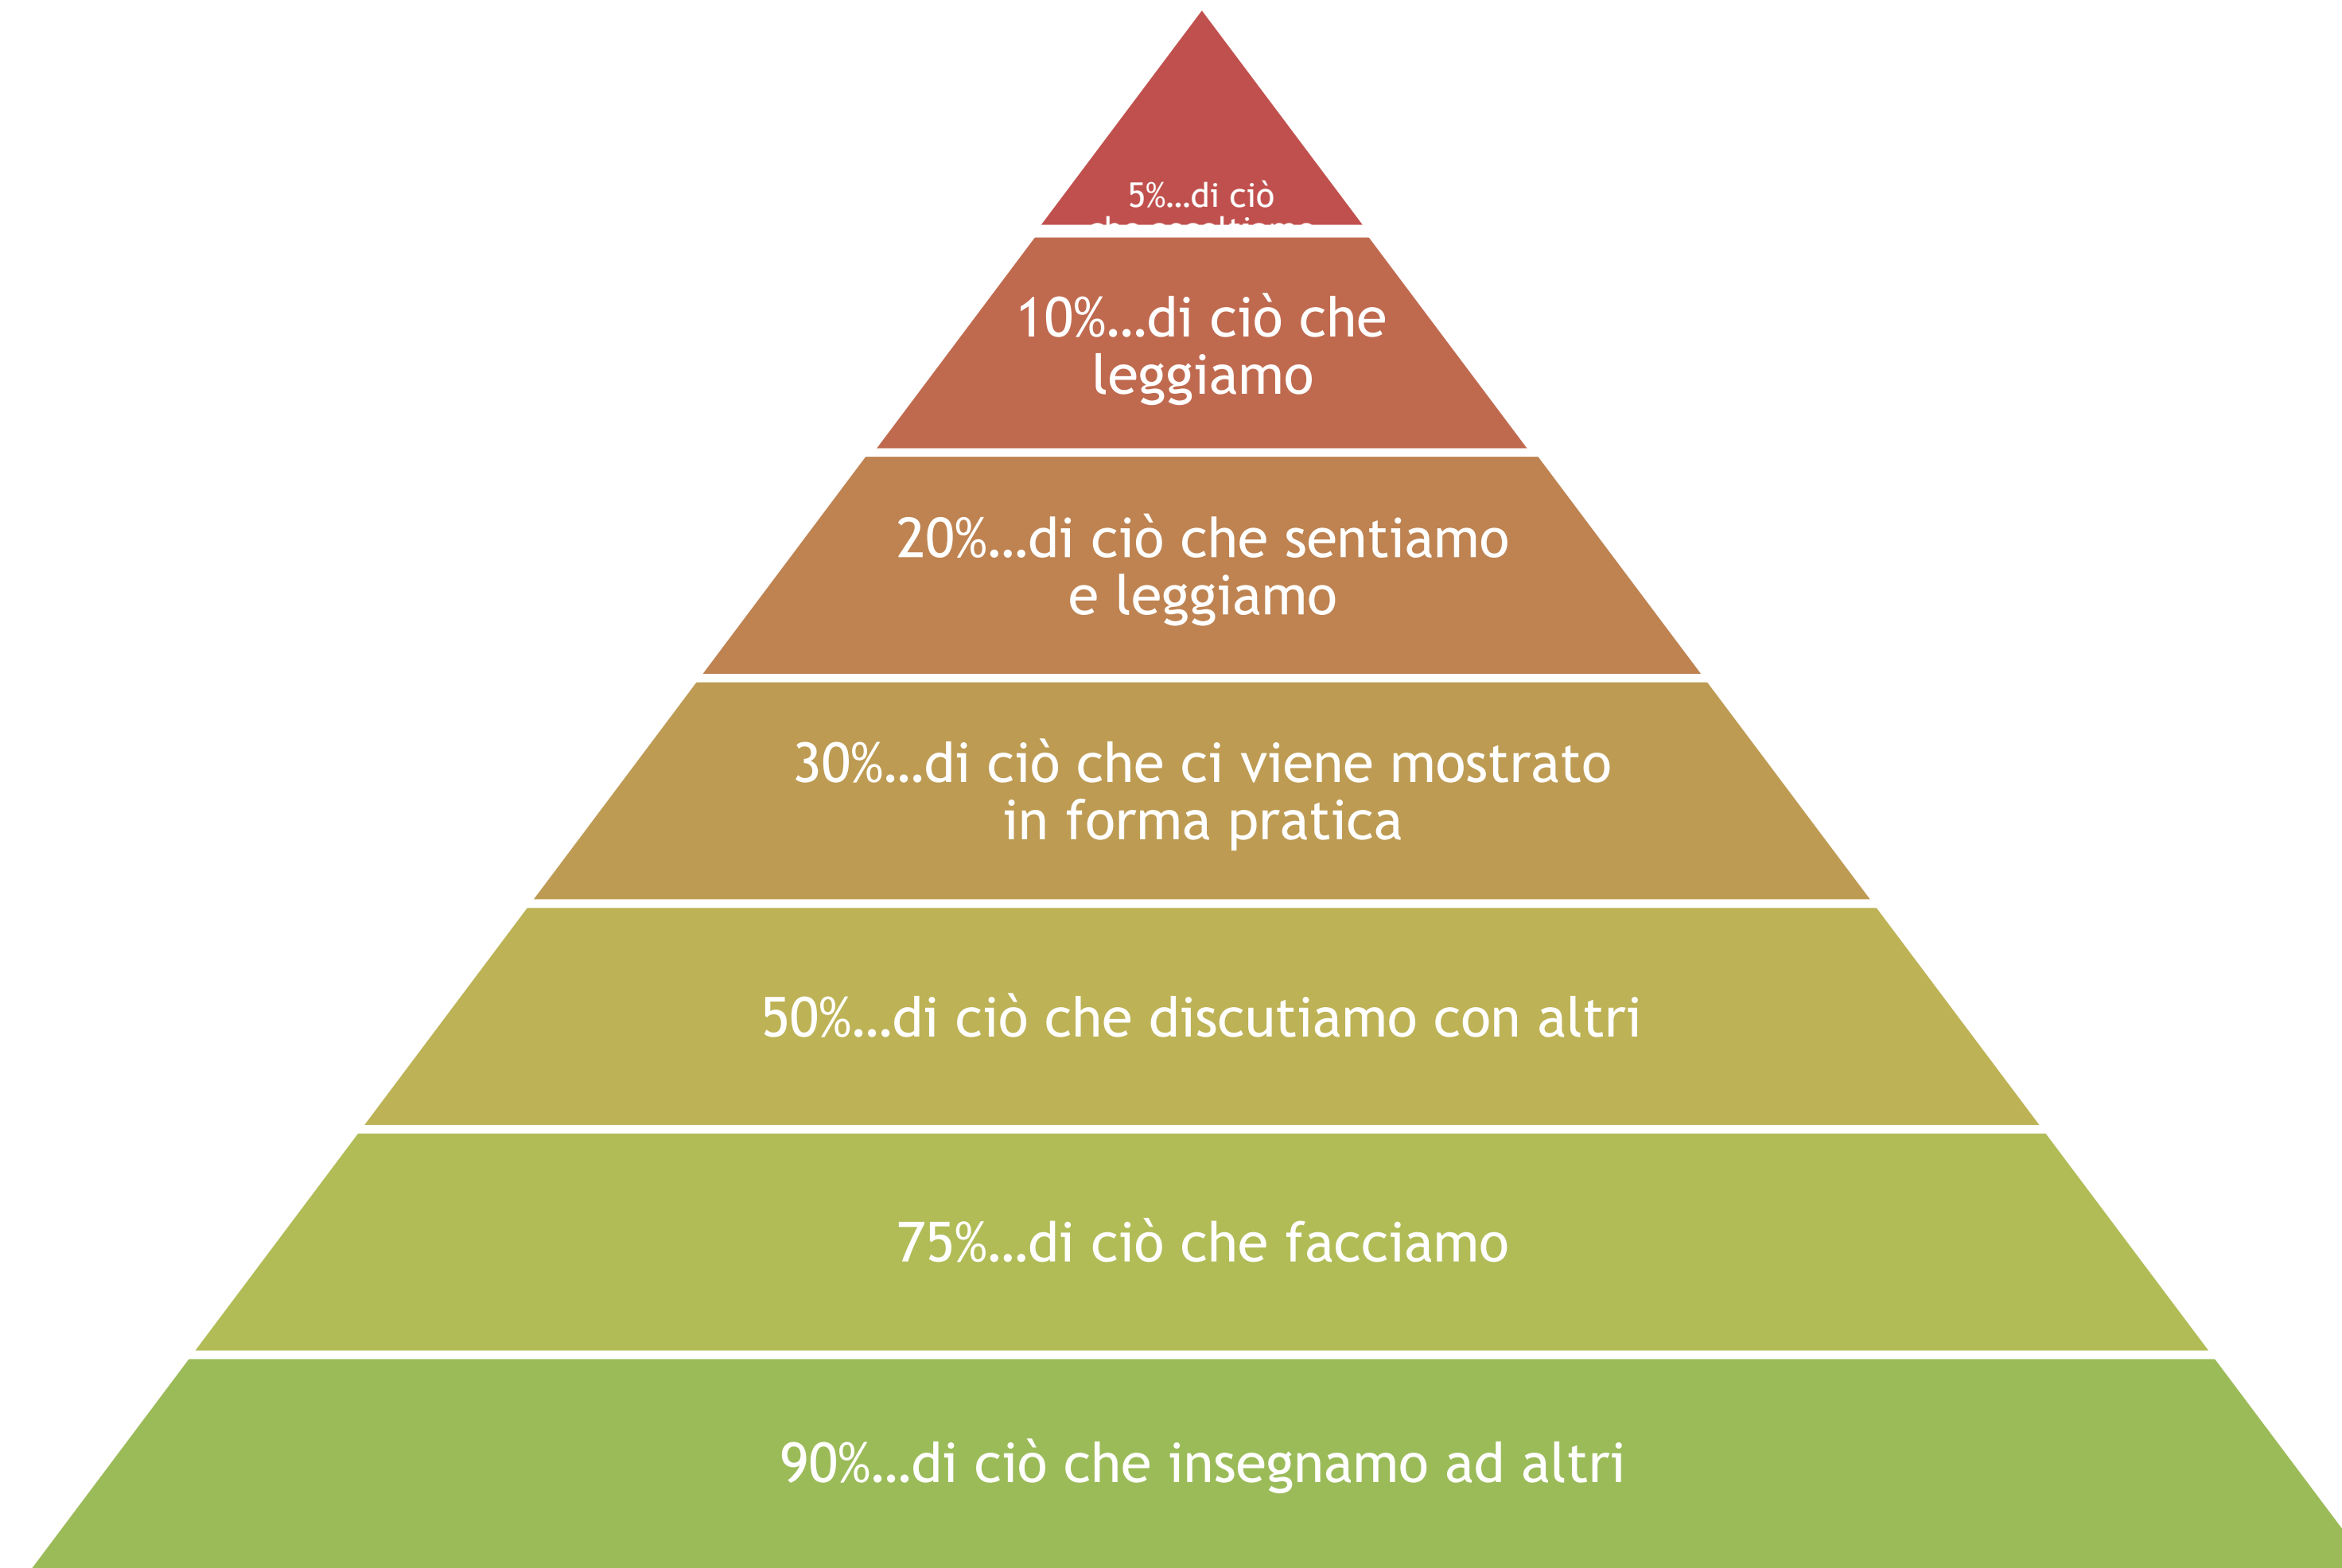 5%...di ciò
10%...di ciò che
leggiamo
20%...di ciò che sentiamo
e leggiamo
30%...di ciò che ci viene mostrato
in forma pratica
50%...di ciò che discutiamo con altri
75%...di ciò che facciamo
90%...di ciò che insegnamo ad altri